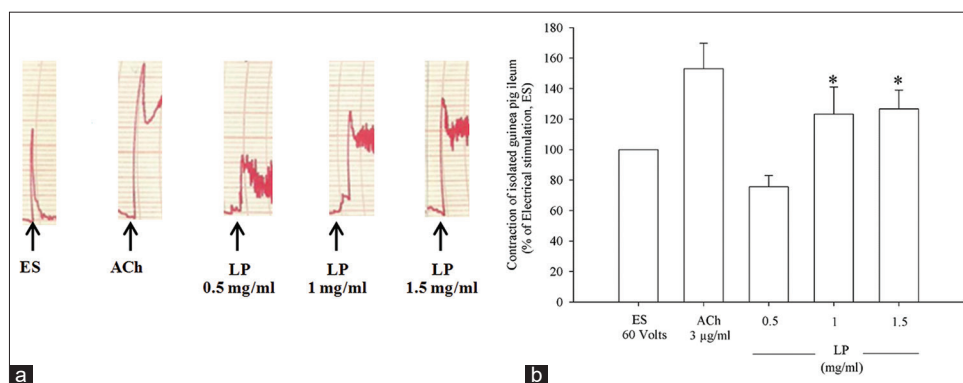 ES
ACh
LP
0.5 mg/ml
LP
1 mg/ml
LP
1.5 mg/ml
a
Contraction of isolated guinea pig ileum
(% of Electrical stimulation, ES)
180
160
140
120
100
80
60
40
20
0
*
*
ES
60 Volts
ACh
3 µg/ml
0.5
1
1.5
LP
(mg/ml)
b